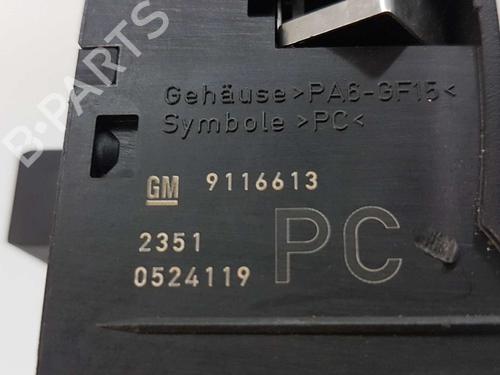 B-PARTS
Gehäuse >PA6-GF15<
Symbole >PC<
GM 9116613
2351
0524119
PC